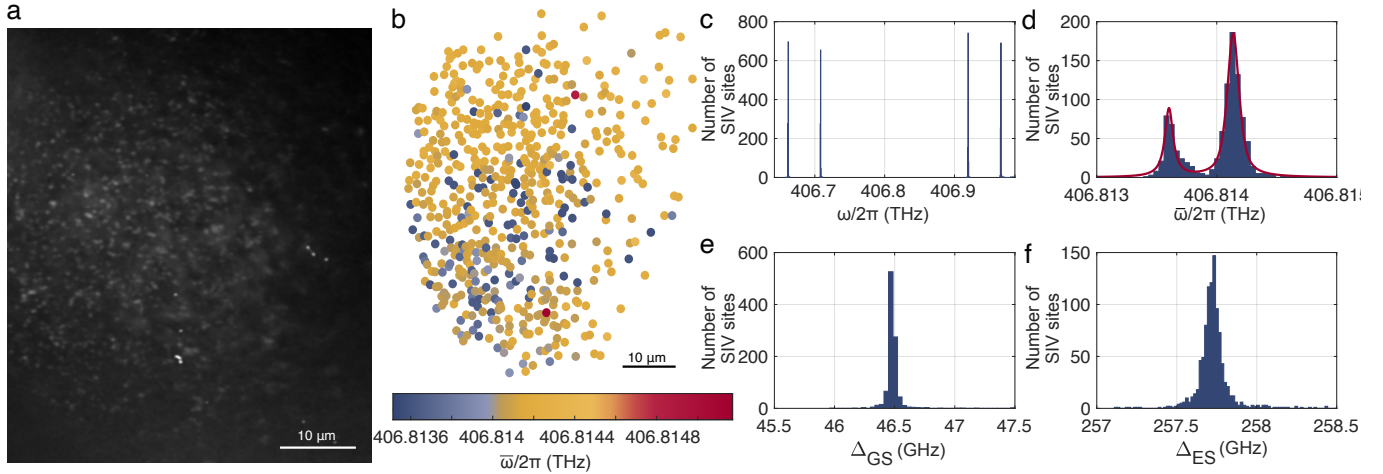 a
10 µm
b
10 µm
406.8136 406.814 406.8144 406.8148
ω̅/2π (THz)
c
Number of
SIV sites
800
600
400
200
0
406.7 406.8 406.9
ω/2π (THz)
d
Number of
SIV sites
200
150
100
50
0
406.813 406.814 406.815
ω̅/2π (THz)
e
Number of
SIV sites
600
400
200
0
45.5 46 46.5 47 47.5
Δ_GS (GHz)
f
Number of
SIV sites
150
100
50
0
257 257.5 258 258.5
Δ_ES (GHz)